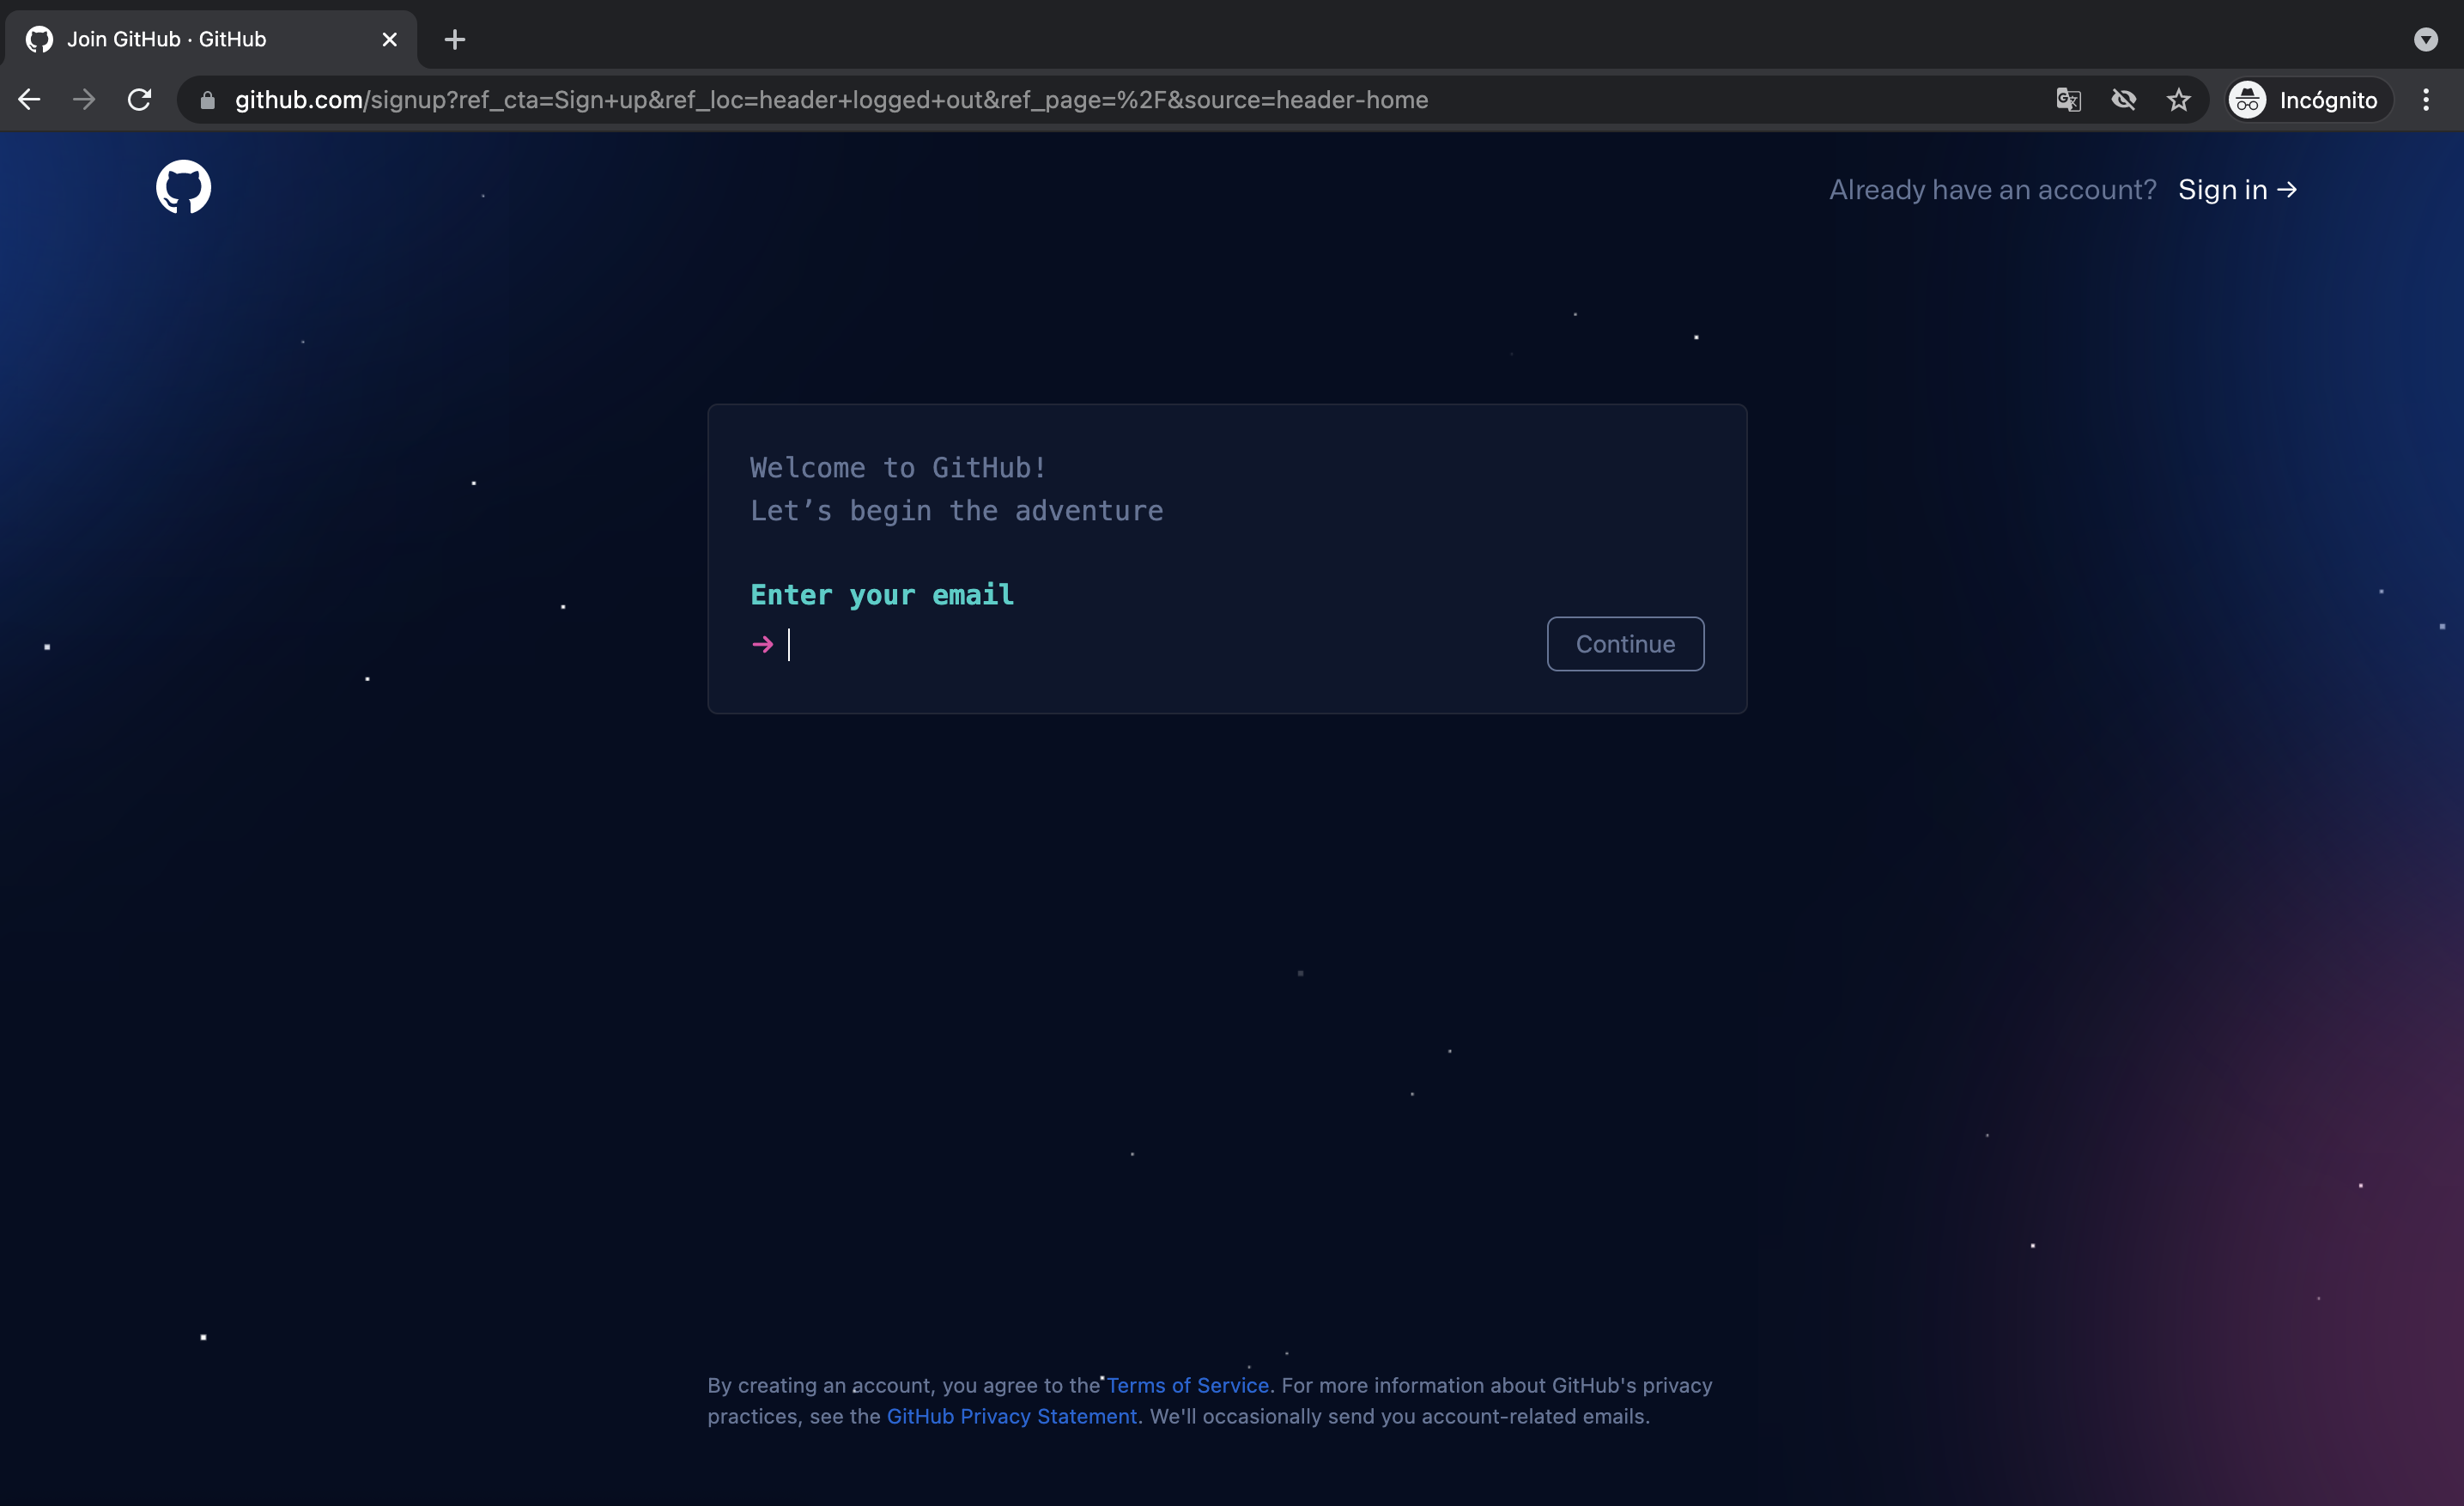 Join GitHub · GitHub
github.com/signup?ref_cta=Sign+up&ref_loc=header+logged+out&ref_page=%2F&source=header-home
Incógnito
Already have an account? Sign in →
Welcome to GitHub!
Let’s begin the adventure
Enter your email
Continue
By creating an account, you agree to the Terms of Service. For more information about GitHub's privacy
practices, see the GitHub Privacy Statement. We'll occasionally send you account-related emails.